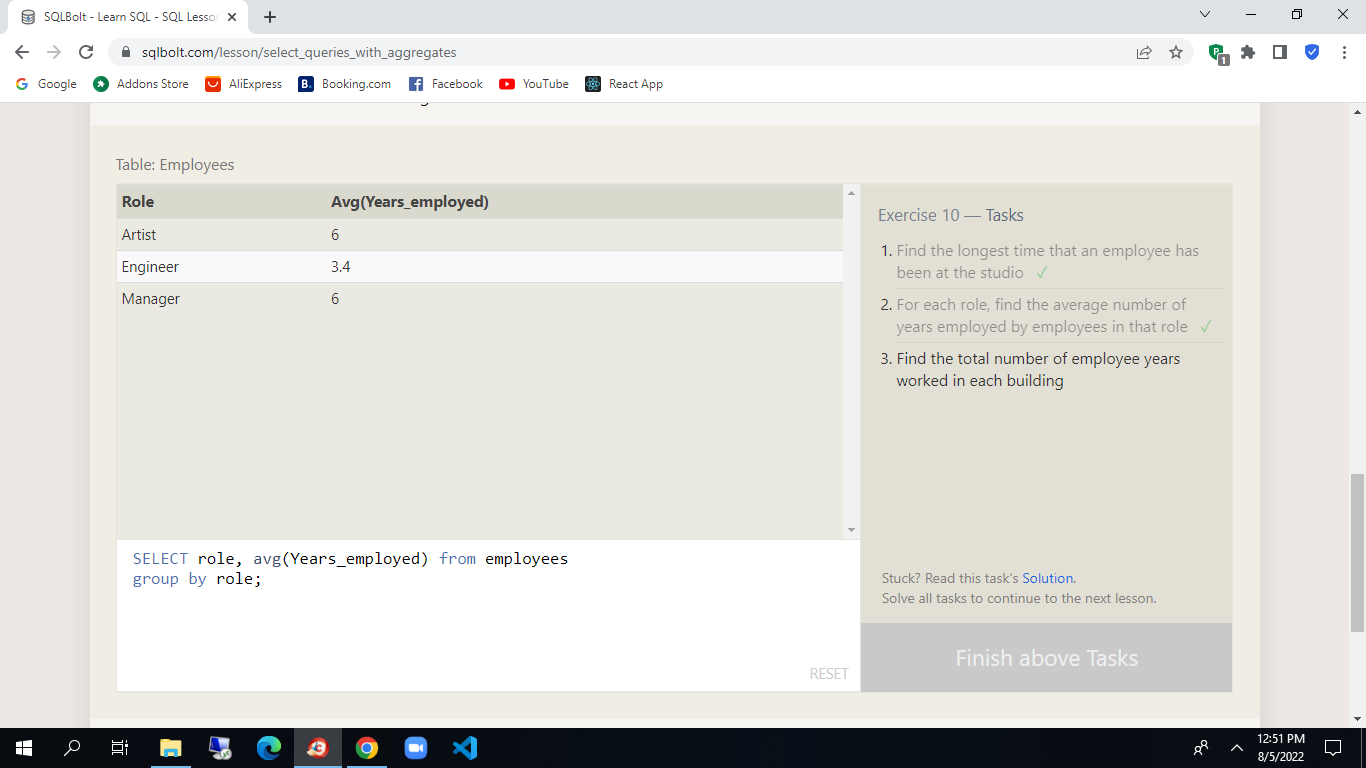 SQLBolt - Learn SQL - SQL Lesso
sqlbolt.com/lesson/select_queries_with_aggregates
1
Google
Addons Store
AliExpress
B.
Booking.com
Facebook
YouTube
React App
Table: Employees
Role Avg(Years_employed)
Artist 6
Engineer 3.4
Manager 6
SELECT role, avg(Years_employed) from employees
group by role;
RESET
Exercise 10 — Tasks
1. Find the longest time that an employee has
been at the studio ✓
2. For each role, find the average number of
years employed by employees in that role ✓
3. Find the total number of employee years
worked in each building
Stuck? Read this task's Solution.
Solve all tasks to continue to the next lesson.
Finish above Tasks
12:51 PM
8/5/2022